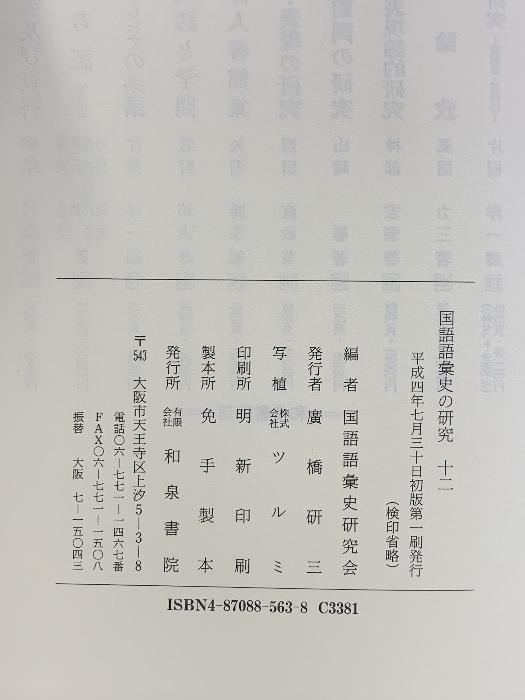 国語語彙史の研究 十二
平成四年七月三十日初版第一刷発行
(検印省略)
編者 国語語彙史研究会
発行者 廣橋研三
写植 株式会社 ツルミ
印刷所 明新印刷
製本所 免手製本
発行所 有限会社 和泉書院
〒543 大阪市天王寺区上汐5-3-8
電話〇六-七七一-一四六七番
FAX〇六-七七一-一五〇八
振替 大阪 七-一五〇四三
ISBN4-87088-563-8 C3381